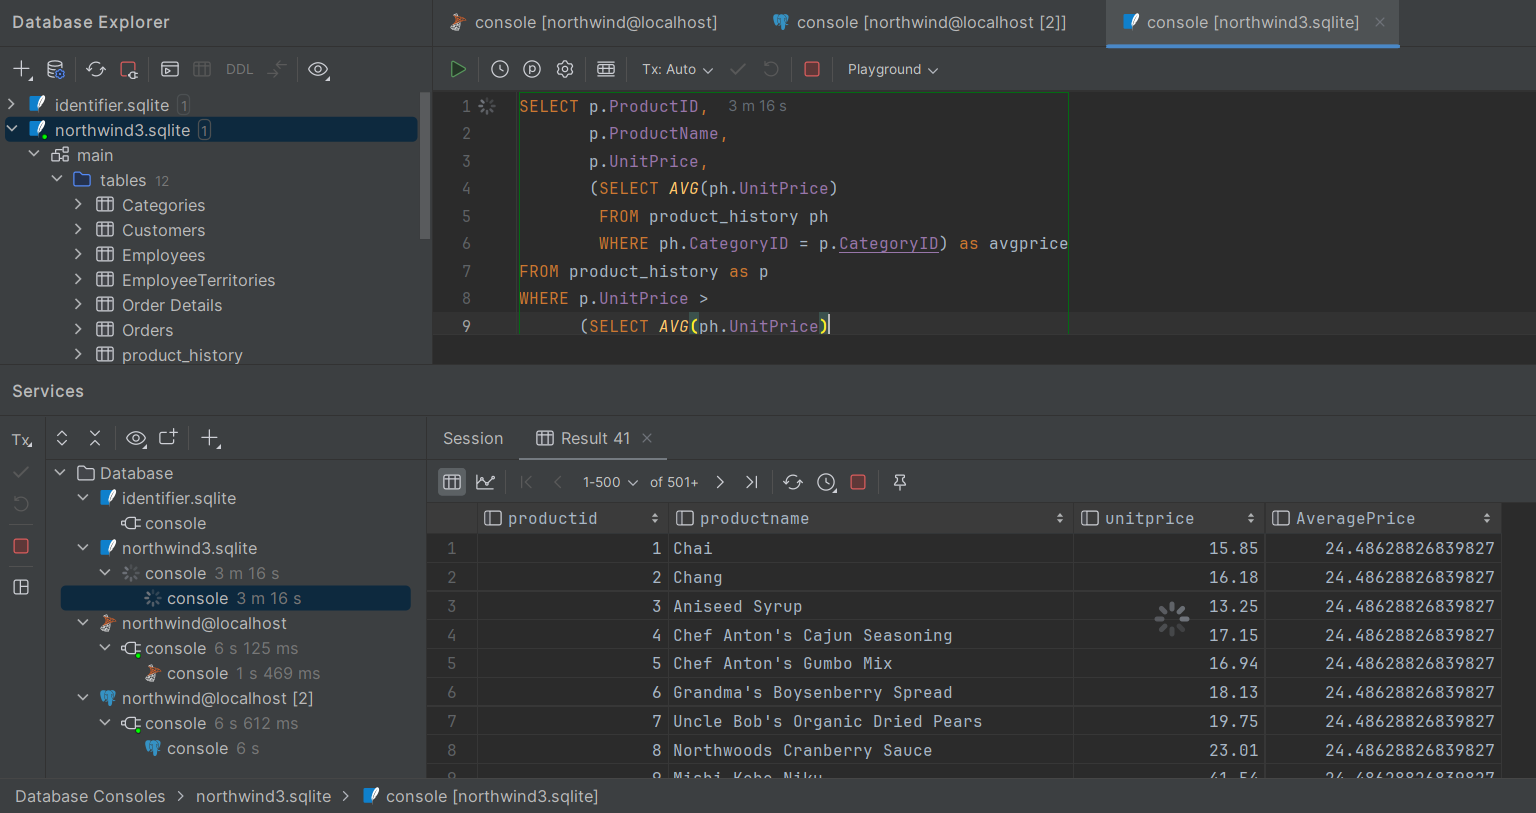 Database Explorer
console [northwind@localhost]
console [northwind@localhost [2]]
console [northwind3.sqlite]
DDL
Tx: Auto
Playground
identifier.sqlite 1
northwind3.sqlite 1
main
tables 12
Categories
Customers
Employees
EmployeeTerritories
Order Details
Orders
product_history
1 SELECT p.ProductID, 3 m 16 s
2 p.ProductName,
3 p.UnitPrice,
4 (SELECT AVG(ph.UnitPrice)
5 FROM product_history ph
6 WHERE ph.CategoryID = p.CategoryID) as avgprice
7 FROM product_history as p
8 WHERE p.UnitPrice >
9 (SELECT AVG(ph.UnitPrice)
Services
Tx
Database
identifier.sqlite
console
northwind3.sqlite
console 3 m 16 s
console 3 m 16 s
northwind@localhost
console 6 s 125 ms
console 1 s 469 ms
northwind@localhost [2]
console 6 s 612 ms
console 6 s
Session
Result 41
1-500 of 501+
productid productname unitprice AveragePrice
1 1 Chai 15.85 24.48628826839827
2 2 Chang 16.18 24.48628826839827
3 3 Aniseed Syrup 13.25 24.48628826839827
4 4 Chef Anton's Cajun Seasoning 17.15 24.48628826839827
5 5 Chef Anton's Gumbo Mix 16.94 24.48628826839827
6 6 Grandma's Boysenberry Spread 18.13 24.48628826839827
7 7 Uncle Bob's Organic Dried Pears 19.75 24.48628826839827
8 8 Northwoods Cranberry Sauce 23.01 24.48628826839827
9 9 Mishi Kobe Niku 41.54 24.48628826839827
Database Consoles > northwind3.sqlite > console [northwind3.sqlite]